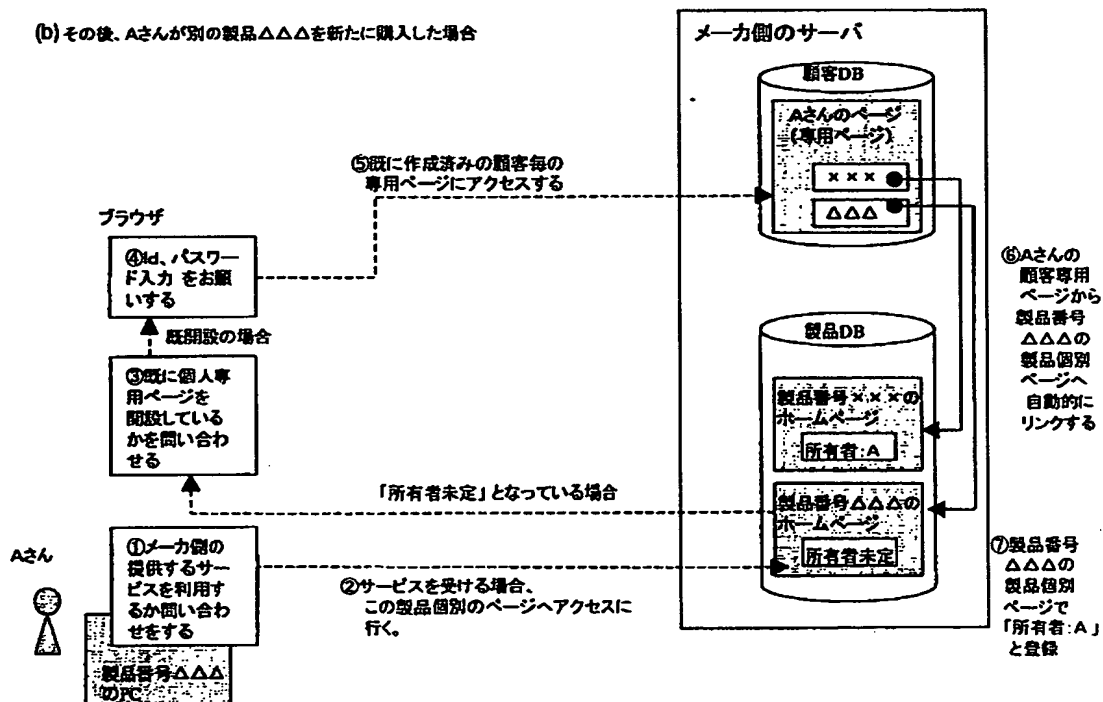 (b) その後、Aさんが別の製品△△△を新たに購入した場合
メーカ側のサーバ
顧客DB
Aさんのページ
(専用ページ)
×××
△△△
⑤既に作成済みの顧客毎の
専用ページにアクセスする
ブラウザ
④Id、パスワー
ド入力 をお願
いする
既開設の場合
③既に個人専
用ページを
開設している
かを問い合わ
せる
⑥Aさんの
顧客専用
ページから
製品番号
△△△の
製品個別
ページへ
自動的に
リンクする
製品DB
製品番号×××の
ホームページ
所有者:A
「所有者未定」となっている場合
製品番号△△△の
ホームページ
所有者未定
Aさん
①メーカ側の
提供するサー
ビスを利用す
るか問い合わ
せをする
②サービスを受ける場合、
この製品個別のページへアクセスに
行く。
⑦製品番号
△△△の
製品個別
ページで
「所有者:A」
と登録
製品番号△△△
のPC